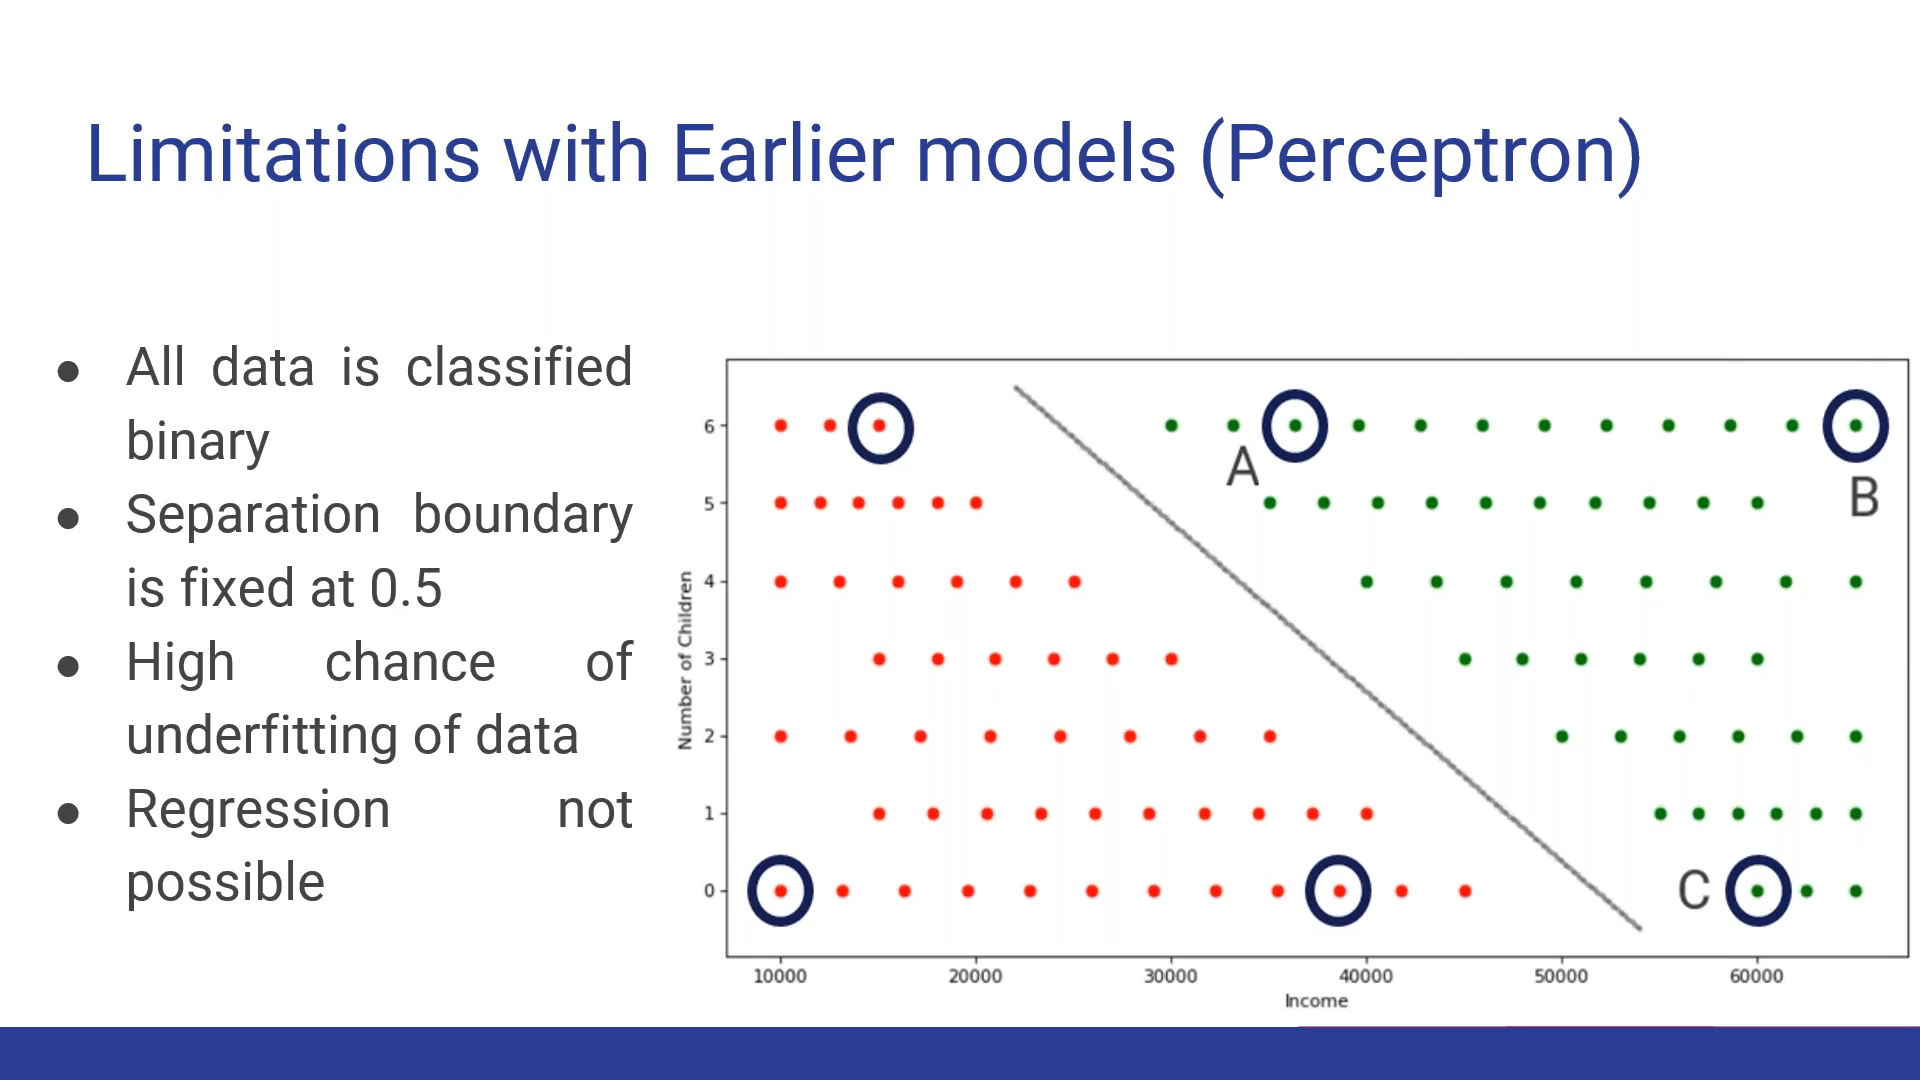 Limitations with Earlier models (Perceptron)
● All data is classified
binary
● Separation boundary
is fixed at 0.5
● High chance of
underfitting of data
● Regression not
possible
Number of Children
6
5
4
3
2
1
0
A
B
C
10000 20000 30000 40000 50000 60000
Income